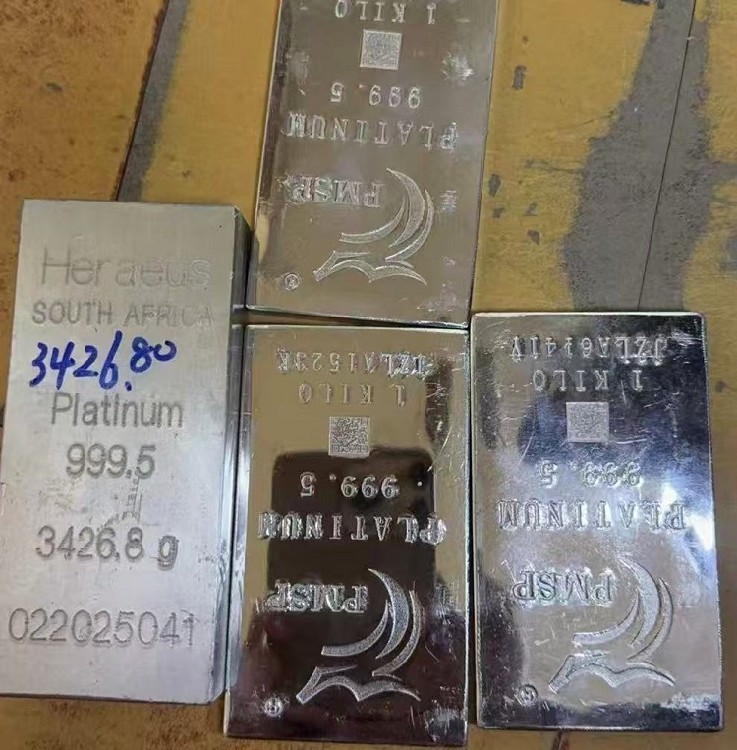 Heraeus
SOUTH AFRICA
3426.80
Platinum
999.5
3426.8 g
022025041
®
PMSP
PLATINUM
999.5
1 KILO
®
PMSP
PLATINUM
999.5
1 KILO
JZLA1523K
®
PMSP
PLATINUM
999.5
1 KILO